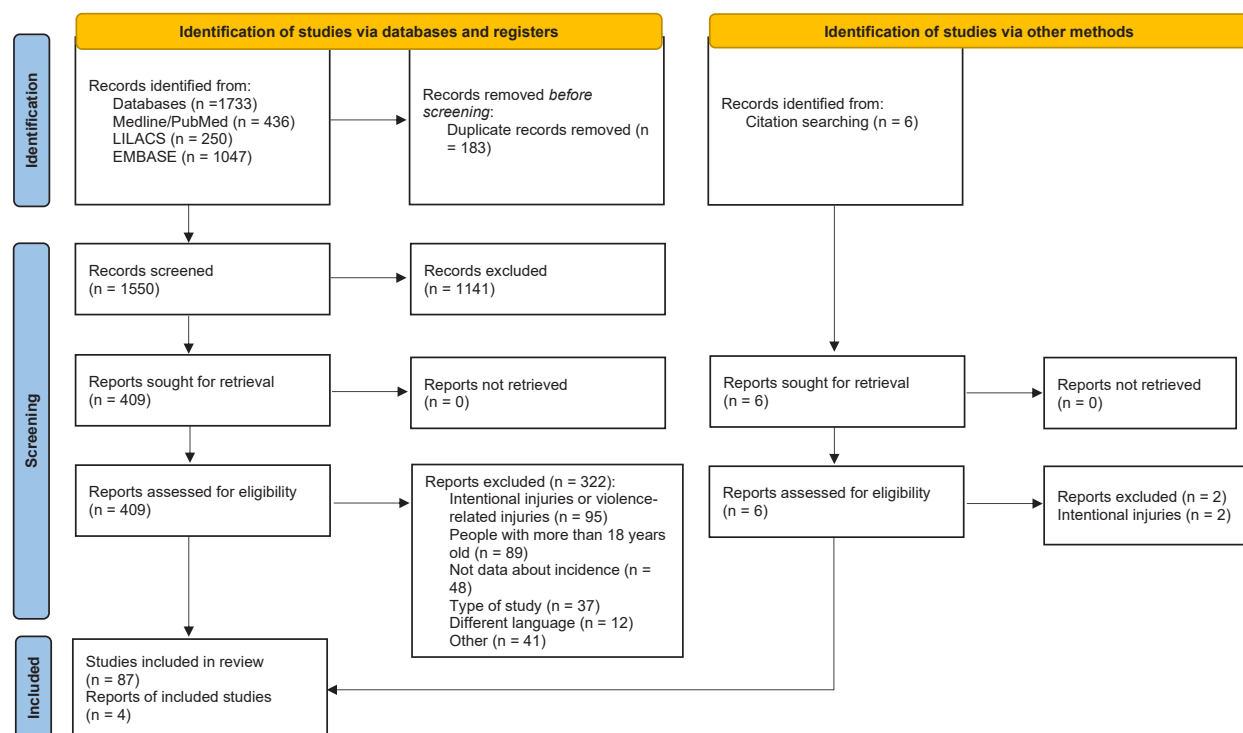 Identification of studies via databases and registers
Identification of studies via other methods
Identification
Records identified from:
Databases (n =1733)
Medline/PubMed (n = 436)
LILACS (n = 250)
EMBASE (n = 1047)
Records removed before
screening:
Duplicate records removed (n
= 183)
Records identified from:
Citation searching (n = 6)
Screening
Records screened
(n = 1550)
Records excluded
(n = 1141)
Reports sought for retrieval
(n = 409)
Reports not retrieved
(n = 0)
Reports sought for retrieval
(n = 6)
Reports not retrieved
(n = 0)
Reports assessed for eligibility
(n = 409)
Reports excluded (n = 322):
Intentional injuries or violence-
related injuries (n = 95)
People with more than 18 years
old (n = 89)
Not data about incidence (n =
48)
Type of study (n = 37)
Different language (n = 12)
Other (n = 41)
Reports assessed for eligibility
(n = 6)
Reports excluded (n = 2)
Intentional injuries (n = 2)
Included
Studies included in review
(n = 87)
Reports of included studies
(n = 4)